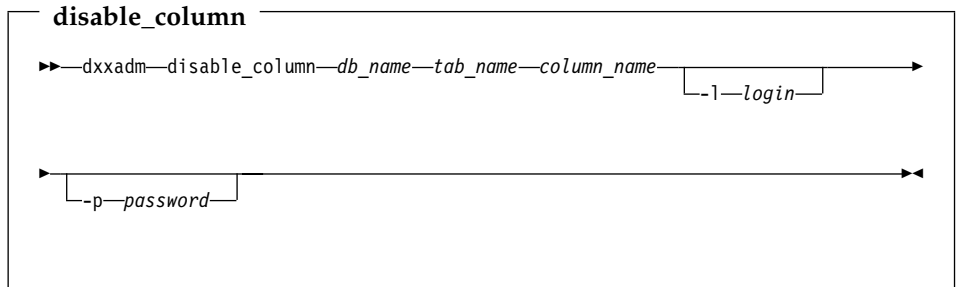 disable_column
dxxadm disable_column db_name tab_name column_name
-l login
-p password